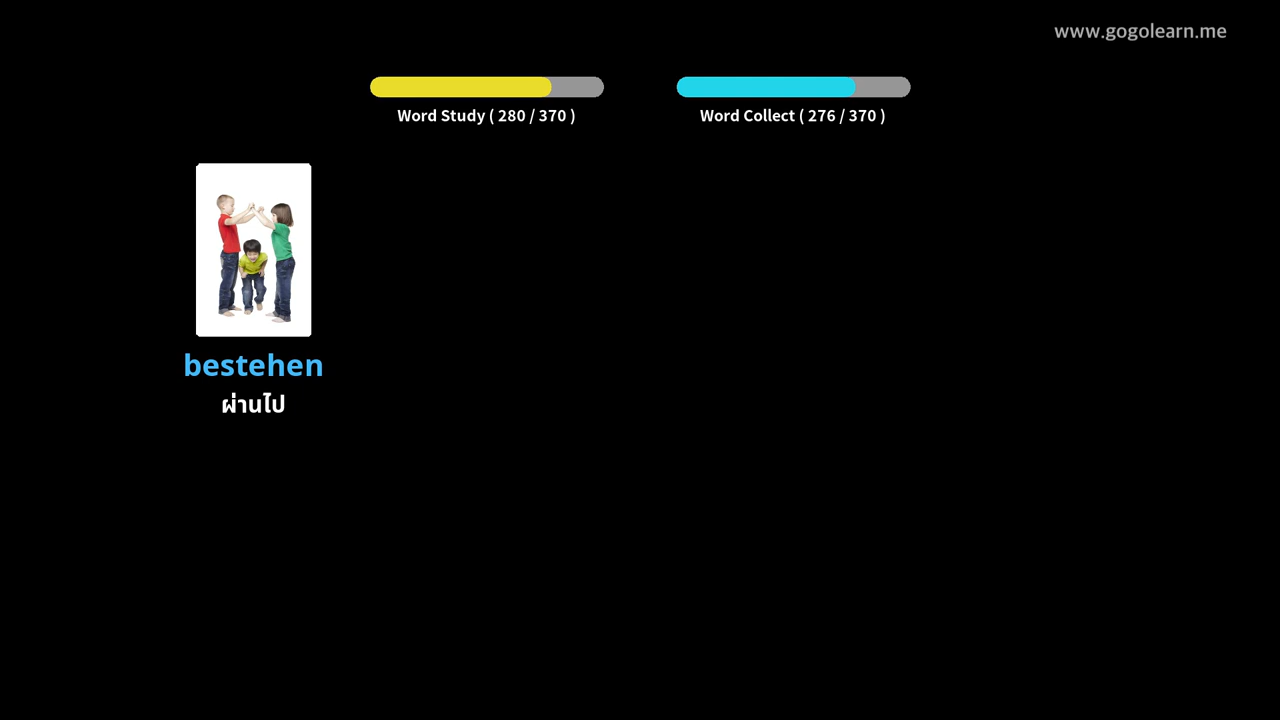 www.gogolearn.me
Word Study ( 280 / 370 )
Word Collect ( 276 / 370 )
bestehen
ผ่านไป